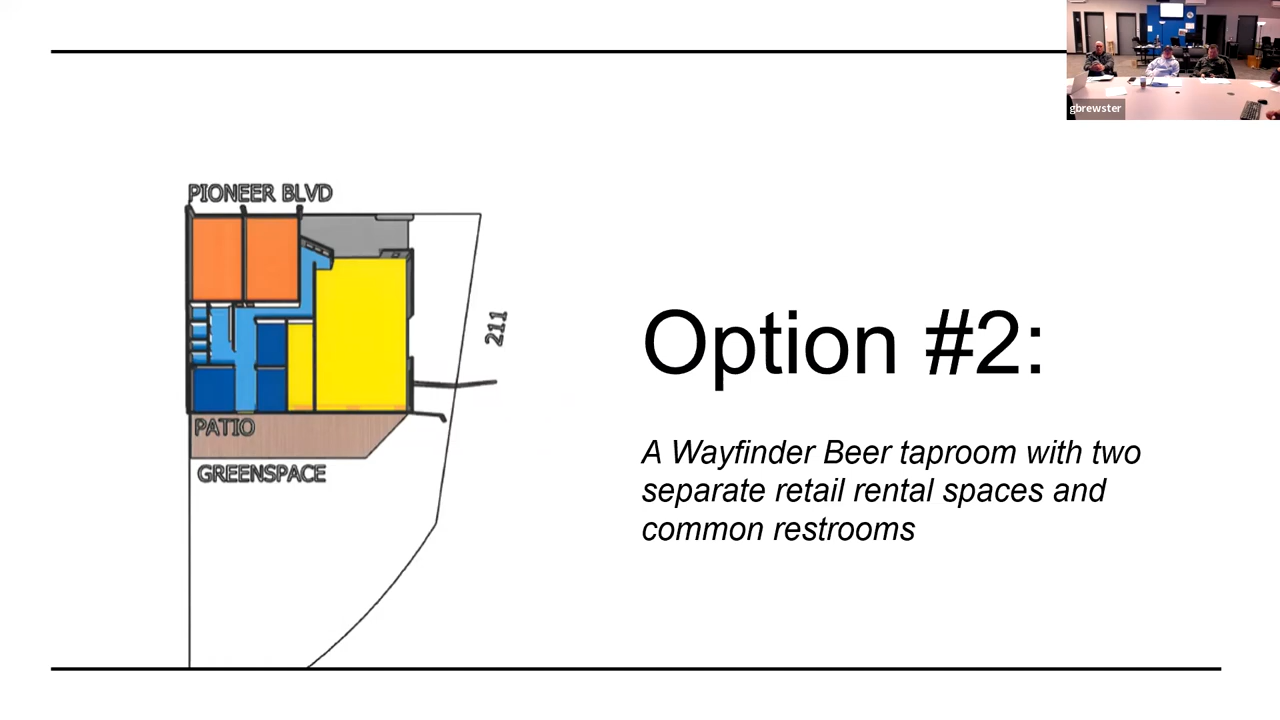 gbrewster
PIONEER BLVD
211
PATIO
GREENSPACE
Option #2:
A Wayfinder Beer taproom with two
separate retail rental spaces and
common restrooms